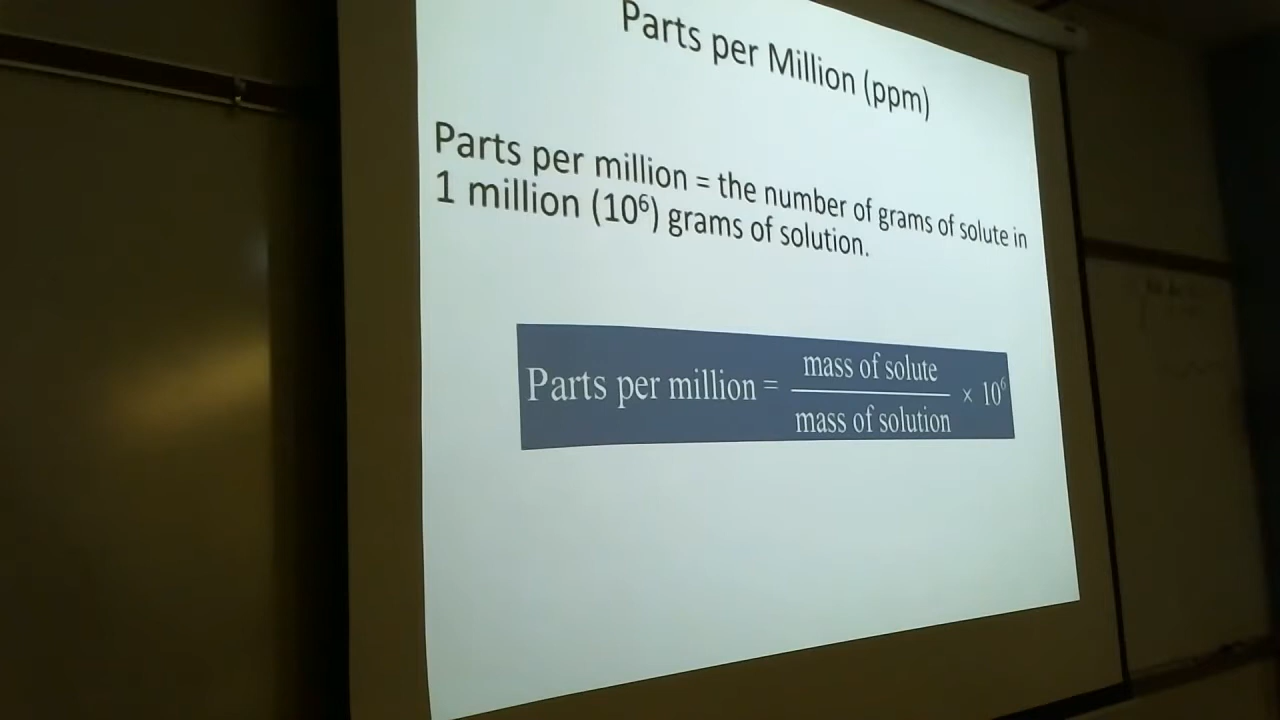 Parts per Million (ppm)
Parts per million = the number of grams of solute in
1 million (10⁶) grams of solution.
Parts per million = mass of solute / mass of solution × 10⁶